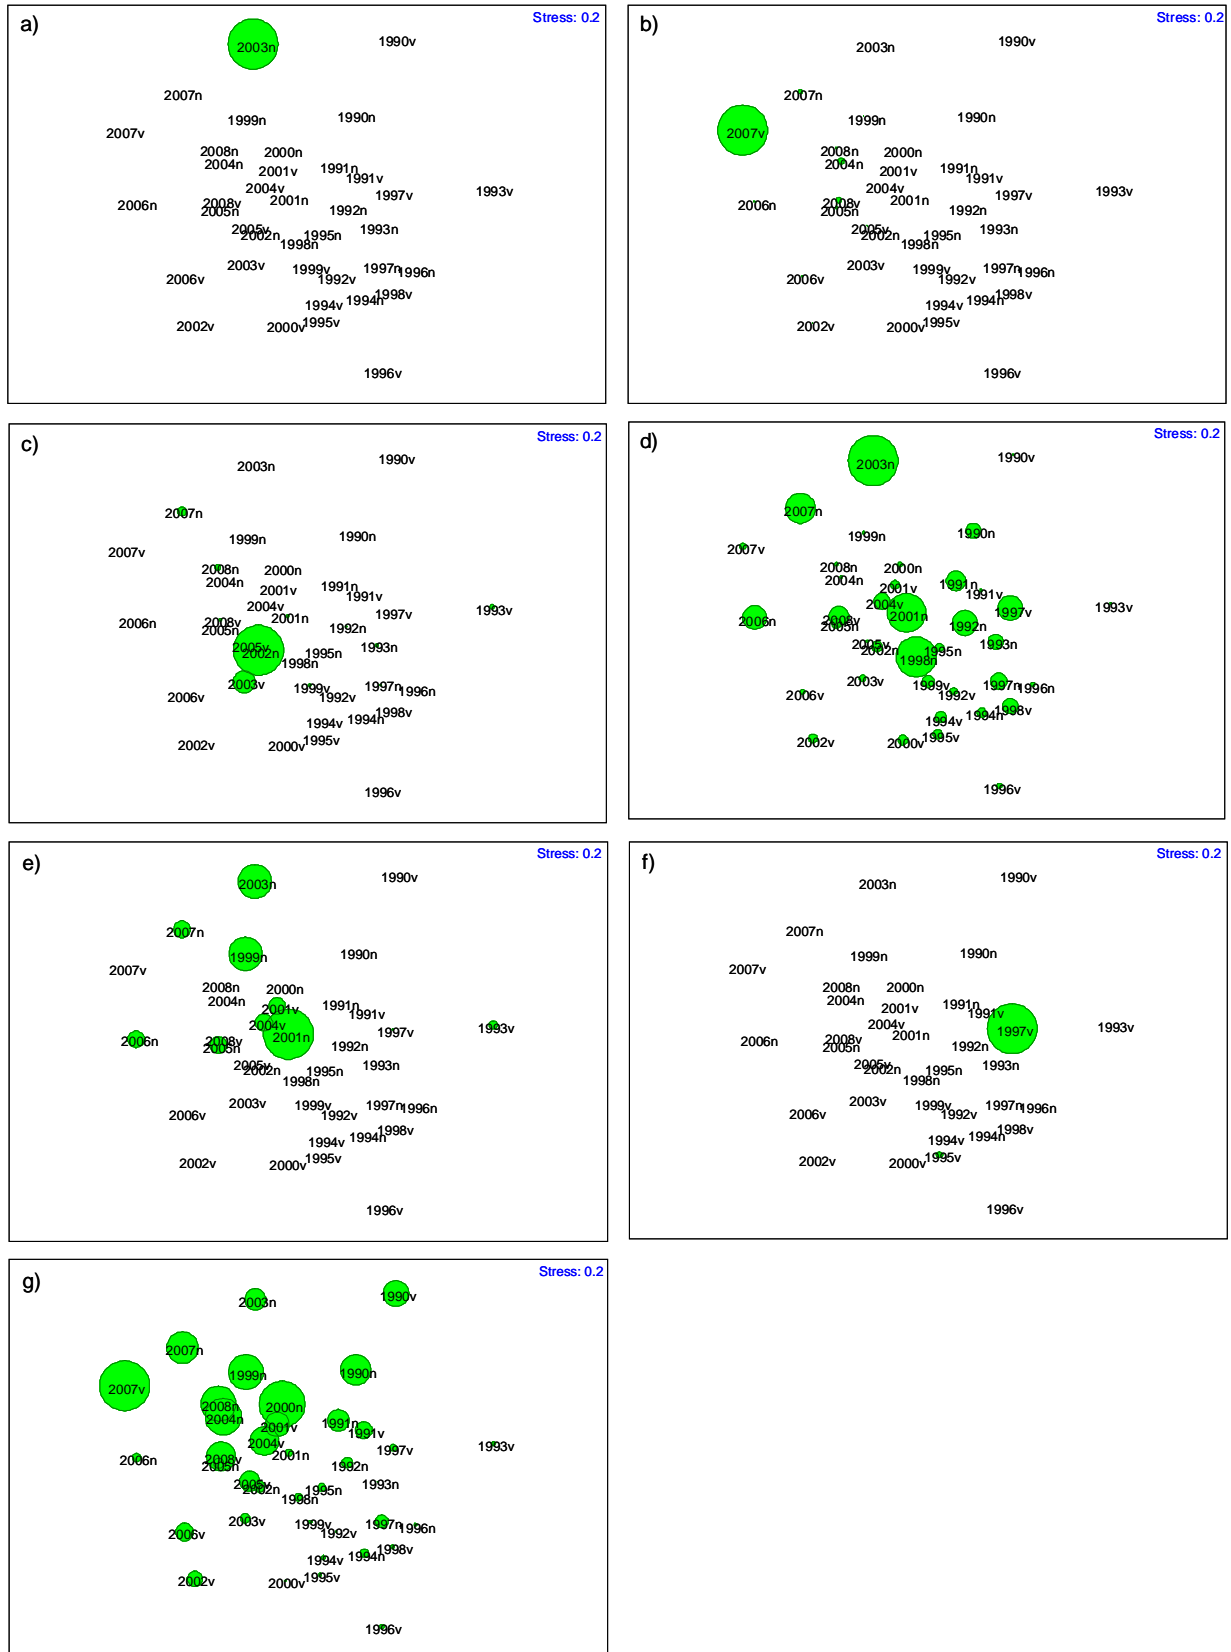 a)
Stress: 0.2
2003n
1990v
2007n
1999n
1990n
2007v
2008n
2000n
2004n
2001v
1991n
1991v
2004v
1997v
1993v
2006n
2008v
2001n
2005n
1992n
2005v
2002n
1995n
1993n
1998n
2003v
1999v
1997n
1996n
2006v
1992v
1998v
1994v
1994n
2002v
2000v
1995v
1996v
b)
Stress: 0.2
2003n
1990v
2007n
1999n
1990n
2007v
2008n
2000n
2004n
2001v
1991n
1991v
2004v
1997v
1993v
2006n
2008v
2001n
2005n
1992n
2005v
2002n
1995n
1993n
1998n
2003v
1999v
1997n
1996n
2006v
1992v
1998v
1994v
1994n
2002v
2000v
1995v
1996v
c)
Stress: 0.2
2003n
1990v
2007n
1999n
1990n
2007v
2008n
2000n
2004n
2001v
1991n
1991v
2004v
1997v
1993v
2006n
2008v
2001n
2005n
1992n
2005v
2002n
1995n
1993n
1998n
2003v
1999v
1997n
1996n
2006v
1992v
1998v
1994v
1994n
2002v
2000v
1995v
1996v
d)
Stress: 0.2
2003n
1990v
2007n
1999n
1990n
2007v
2008n
2000n
2004n
2001v
1991n
1991v
2004v
1997v
1993v
2006n
2008v
2001n
2005n
1992n
2005v
2002n
1995n
1993n
1998n
2003v
1999v
1997n
1996n
2006v
1992v
1998v
1994v
1994n
2002v
2000v
1995v
1996v
e)
Stress: 0.2
2003n
1990v
2007n
1999n
1990n
2007v
2008n
2000n
2004n
2001v
1991n
1991v
2004v
1997v
1993v
2006n
2008v
2001n
2005n
1992n
2005v
2002n
1995n
1993n
1998n
2003v
1999v
1997n
1996n
2006v
1992v
1998v
1994v
1994n
2002v
2000v
1995v
1996v
f)
Stress: 0.2
2003n
1990v
2007n
1999n
1990n
2007v
2008n
2000n
2004n
2001v
1991n
1991v
2004v
1997v
1993v
2006n
2008v
2001n
2005n
1992n
2005v
2002n
1995n
1993n
1998n
2003v
1999v
1997n
1996n
2006v
1992v
1998v
1994v
1994n
2002v
2000v
1995v
1996v
g)
Stress: 0.2
2003n
1990v
2007n
1999n
1990n
2007v
2008n
2000n
2004n
2001v
1991n
1991v
2004v
1997v
1993v
2006n
2008v
2001n
2005n
1992n
2005v
2002n
1995n
1993n
1998n
2003v
1999v
1997n
1996n
2006v
1992v
1998v
1994v
1994n
2002v
2000v
1995v
1996v